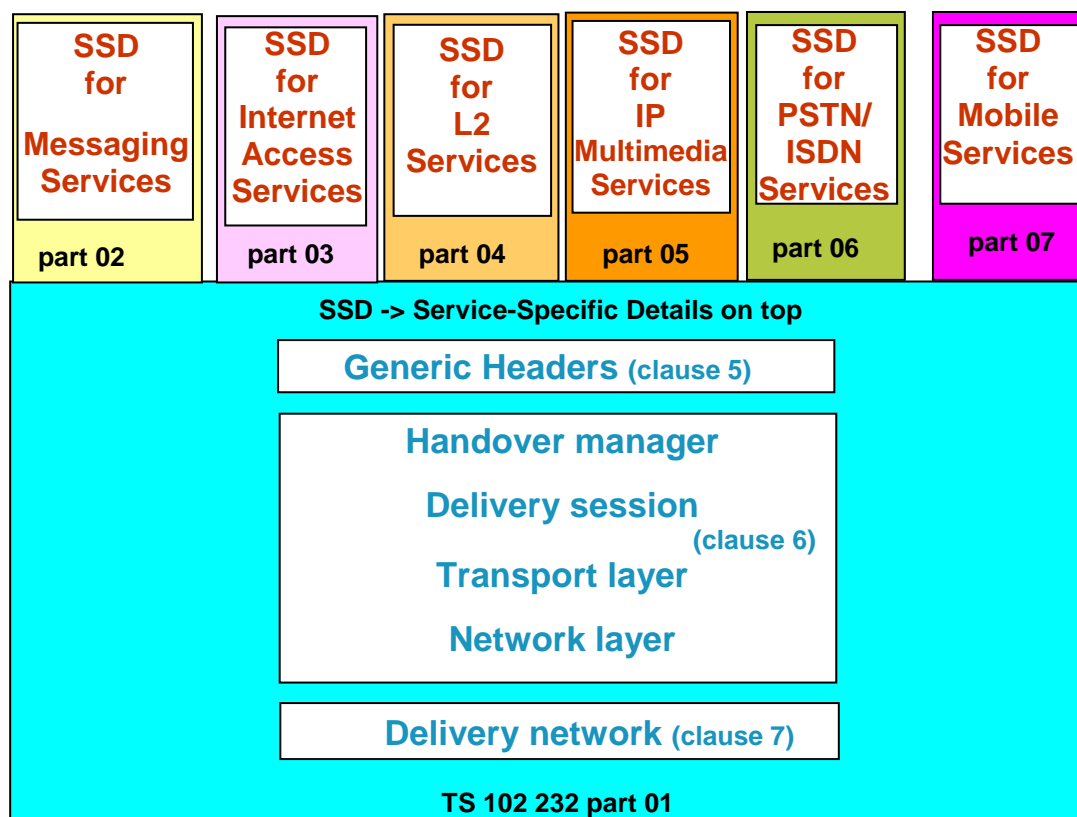 SSD
for
Messaging
Services
part 02
SSD
for
Internet
Access
Services
part 03
SSD
for
L2
Services
part 04
SSD
for
IP
Multimedia
Services
part 05
SSD
for
PSTN/
ISDN
Services
part 06
SSD
for
Mobile
Services
part 07
SSD -> Service-Specific Details on top
Generic Headers (clause 5)
Handover manager
Delivery session
(clause 6)
Transport layer
Network layer
Delivery network (clause 7)
TS 102 232 part 01